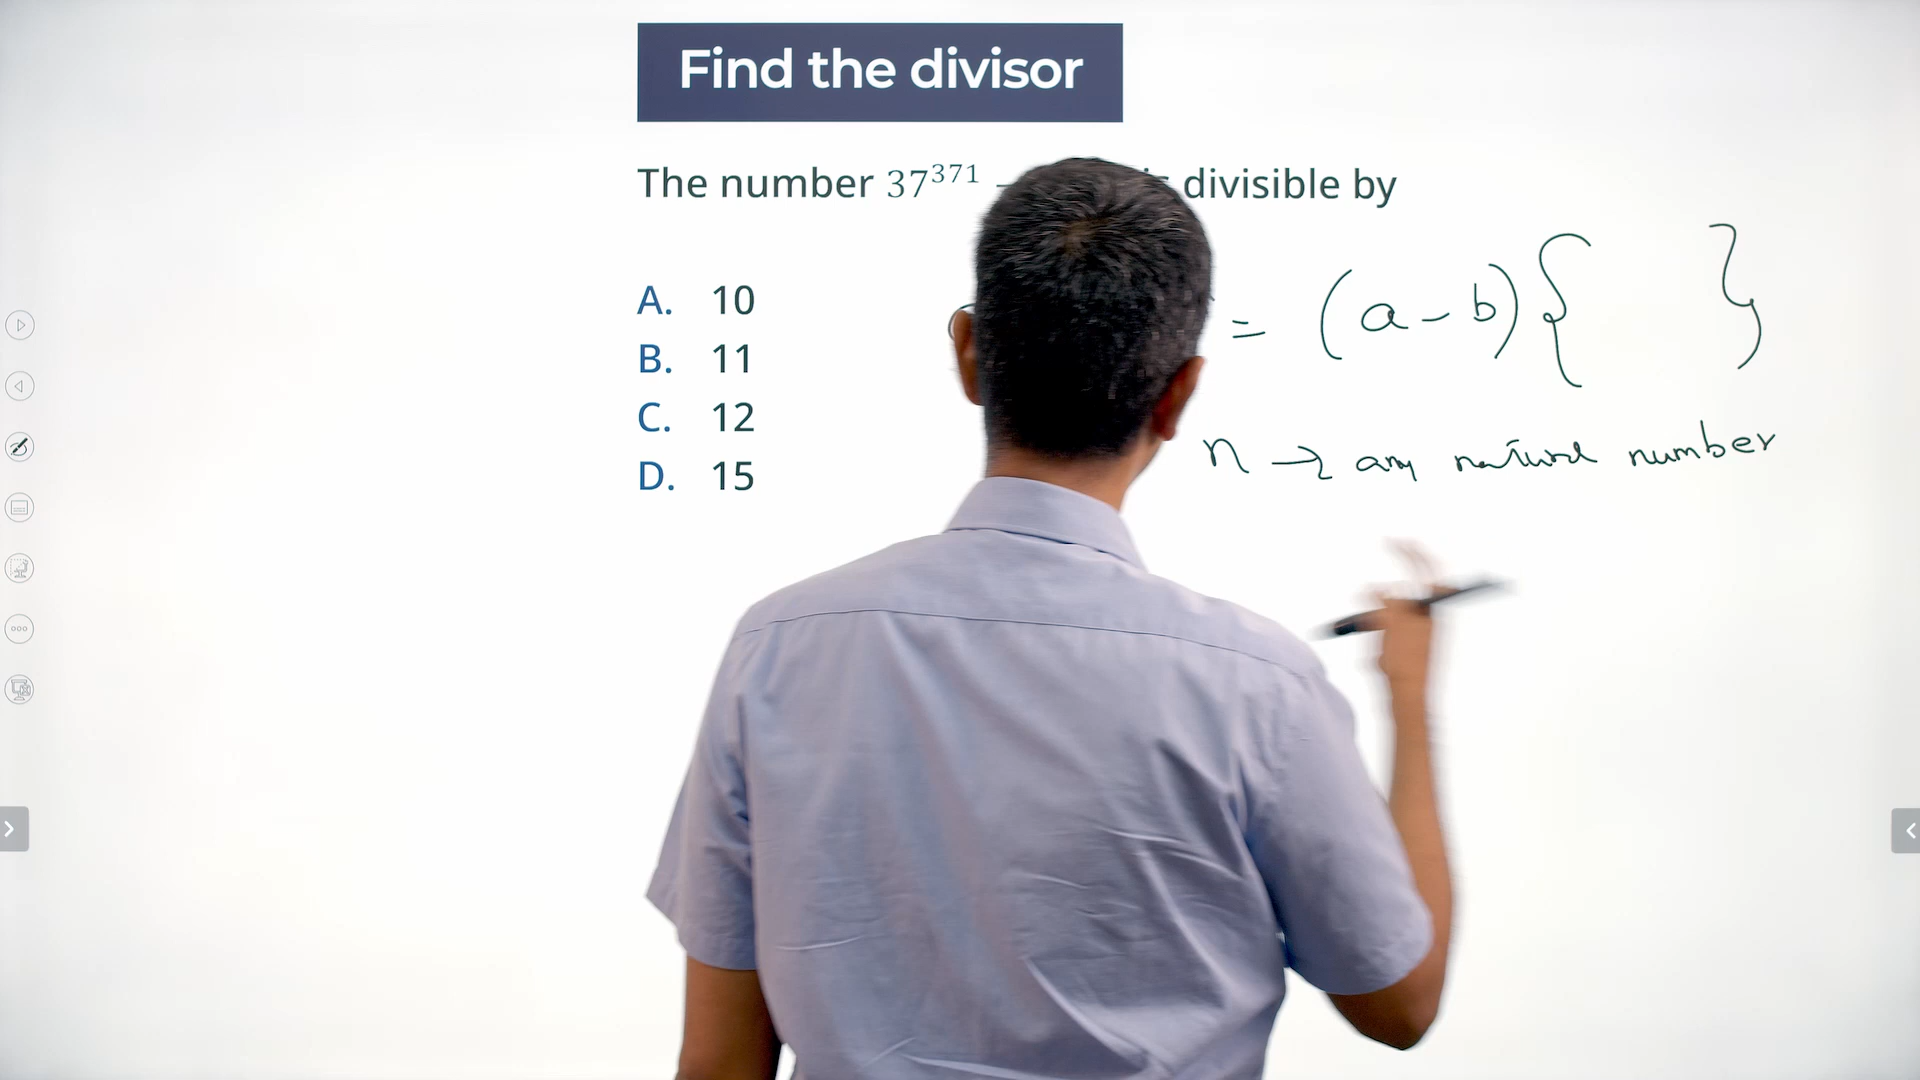 Find the divisor
The number 37^371 – divisible by
A. 10
B. 11
C. 12
D. 15
= (a - b) { }
n → any natural number